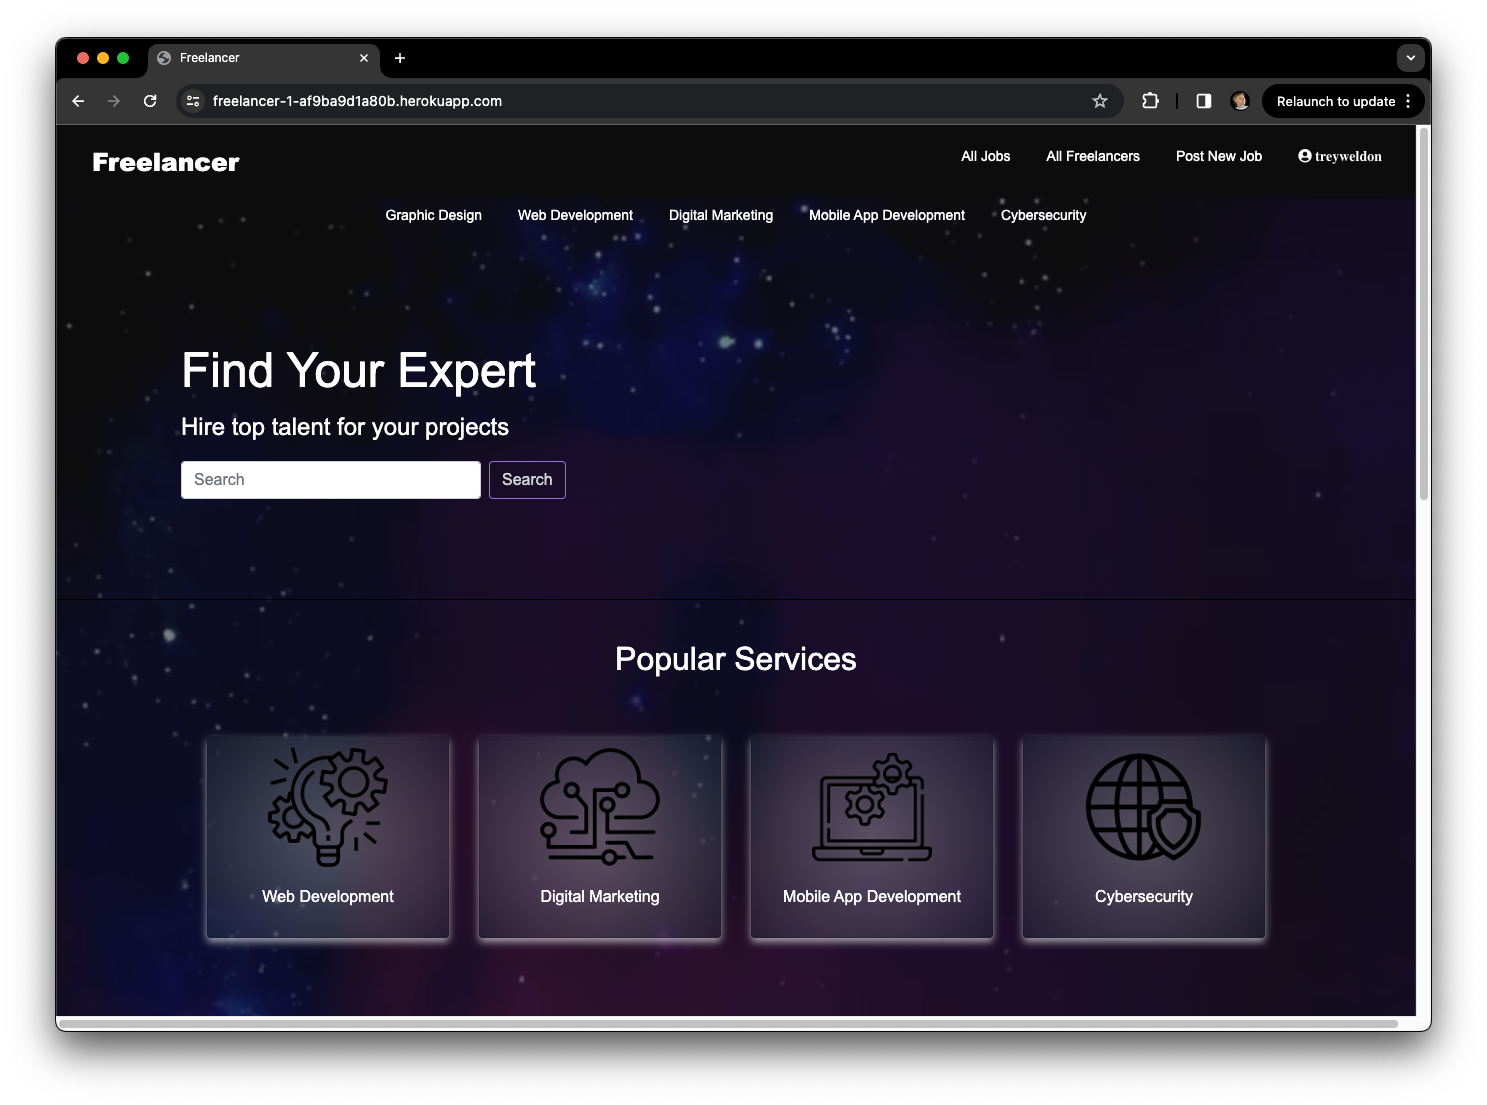 Freelancer
freelancer-1-af9ba9d1a80b.herokuapp.com
Relaunch to update
Freelancer
All Jobs
All Freelancers
Post New Job
treyweldon
Graphic Design
Web Development
Digital Marketing
Mobile App Development
Cybersecurity
Find Your Expert
Hire top talent for your projects
Search
Search
Popular Services
Web Development
Digital Marketing
Mobile App Development
Cybersecurity